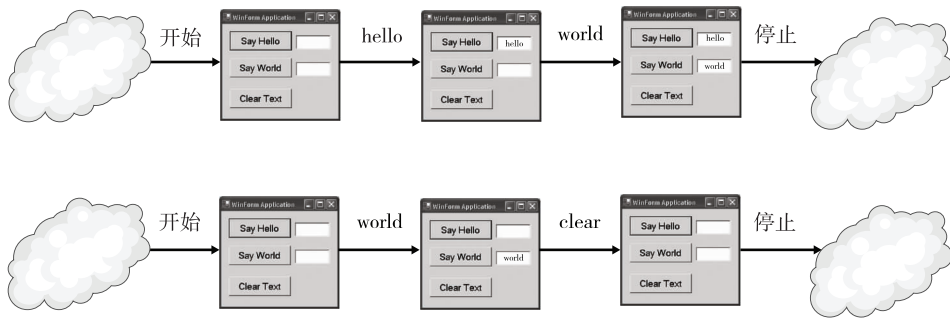 开始
hello
world
停止
WinForm Application
Say Hello
Say World
Clear Text
WinForm Application
Say Hello hello
Say World
Clear Text
WinForm Application
Say Hello hello
Say World world
Clear Text
开始
world
clear
停止
WinForm Application
Say Hello
Say World
Clear Text
WinForm Application
Say Hello
Say World world
Clear Text
WinForm Application
Say Hello
Say World
Clear Text